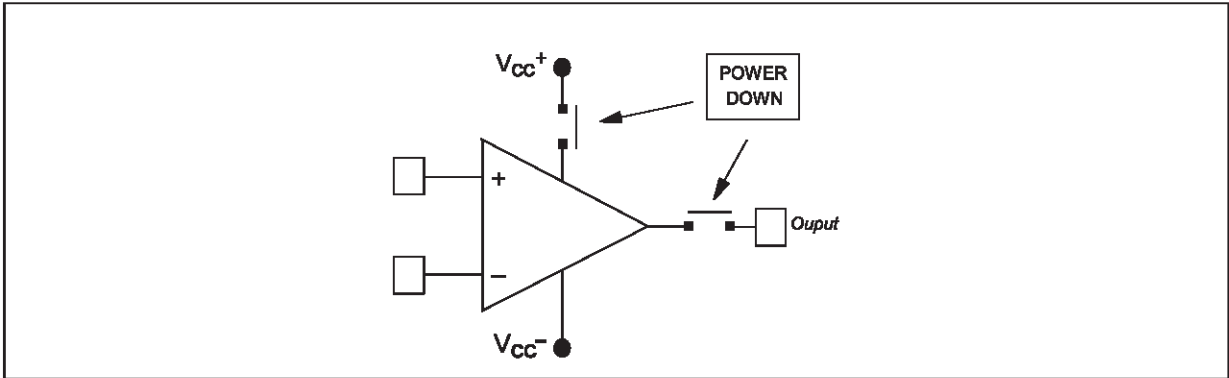 VCC+
POWER
DOWN
+
Ouput
−
VCC−